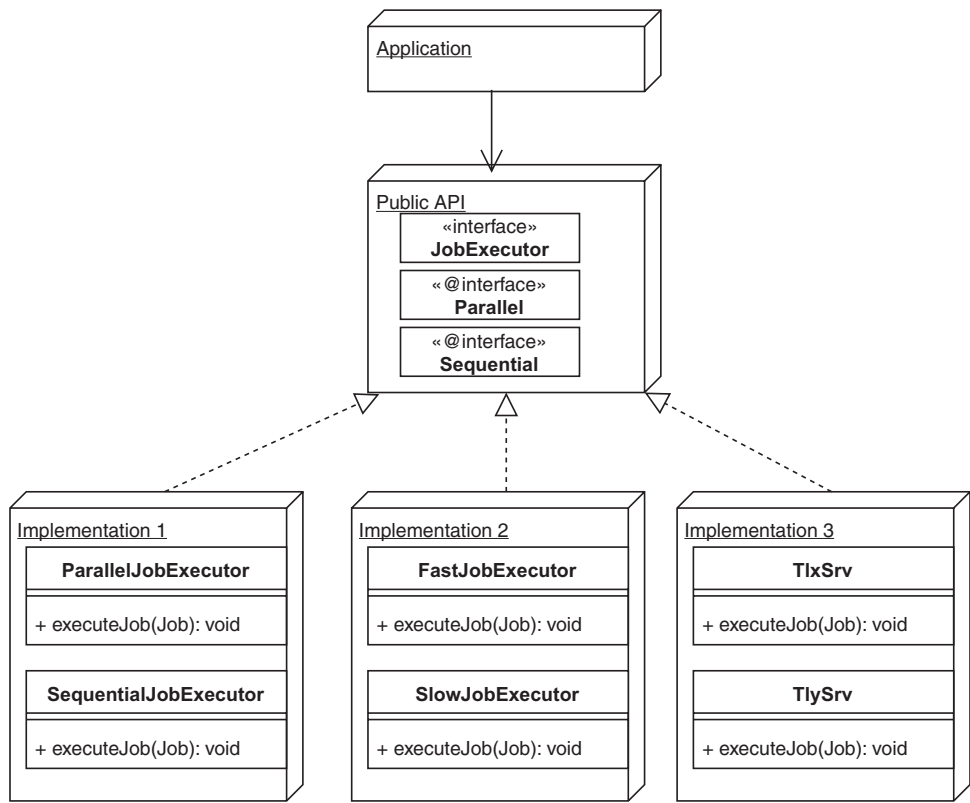 Application
Public API
«interface»
JobExecutor
«@interface»
Parallel
«@interface»
Sequential
Implementation 1
ParallelJobExecutor
+ executeJob(Job): void
SequentialJobExecutor
+ executeJob(Job): void
Implementation 2
FastJobExecutor
+ executeJob(Job): void
SlowJobExecutor
+ executeJob(Job): void
Implementation 3
TlxSrv
+ executeJob(Job): void
TlySrv
+ executeJob(Job): void